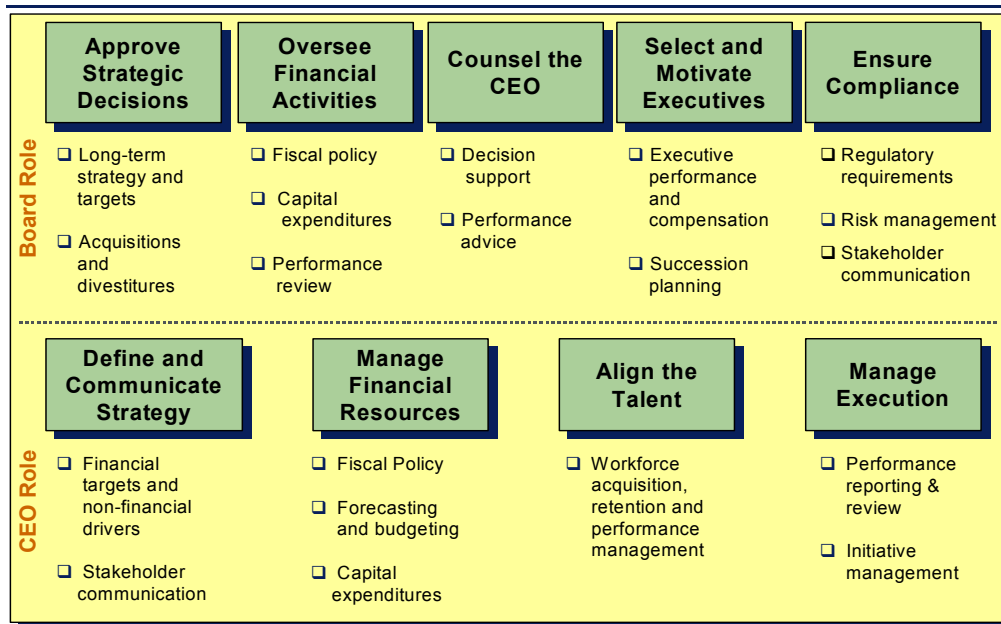 Approve
Strategic
Decisions
Oversee
Financial
Activities
Counsel the
CEO
Select and
Motivate
Executives
Ensure
Compliance
Board Role
❑ Long-term
strategy and
targets
❑ Acquisitions
and
divestitures
❑ Fiscal policy
❑ Capital
expenditures
❑ Performance
review
❑ Decision
support
❑ Performance
advice
❑ Executive
performance
and
compensation
❑ Succession
planning
❑ Regulatory
requirements
❑ Risk management
❑ Stakeholder
communication
Define and
Communicate
Strategy
Manage
Financial
Resources
Align the
Talent
Manage
Execution
CEO Role
❑ Financial
targets and
non-financial
drivers
❑ Stakeholder
communication
❑ Fiscal Policy
❑ Forecasting
and budgeting
❑ Capital
expenditures
❑ Workforce
acquisition,
retention and
performance
management
❑ Performance
reporting &
review
❑ Initiative
management